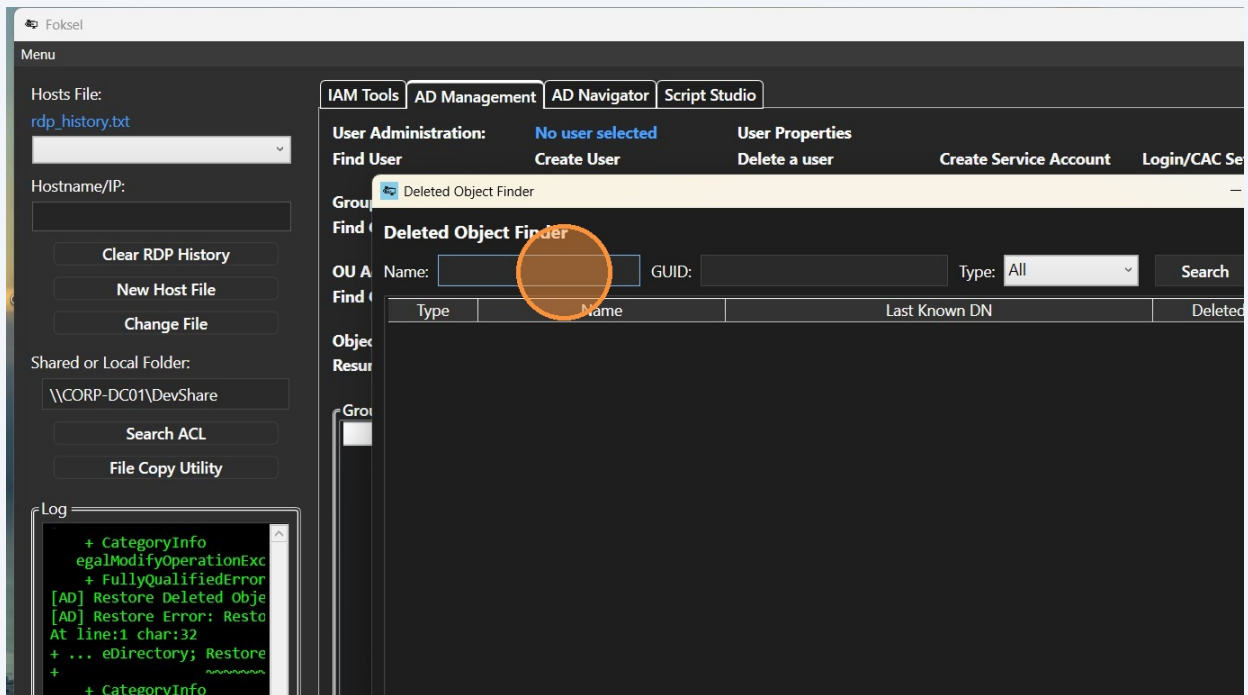 Foksel
Menu
Hosts File:
rdp_history.txt
Hostname/IP:
Clear RDP History
New Host File
Change File
Shared or Local Folder:
\\CORP-DC01\DevShare
Search ACL
File Copy Utility
Log
+ CategoryInfo
egalModifyOperationExc
+ FullyQualifiedError
[AD] Restore Deleted Obje
[AD] Restore Error: Resto
At line:1 char:32
+ ... eDirectory; Restore
+ ~~~~~~~
+ CategoryInfo
IAM Tools AD Management AD Navigator Script Studio
User Administration: No user selected User Properties
Find User Create User Delete a user Create Service Account Login/CAC Se
Grou
Find
OU A
Find
Objec
Resur
Grou
Deleted Object Finder
Deleted Object Finder
Name: GUID: Type: All Search
Type Name Last Known DN Deleted